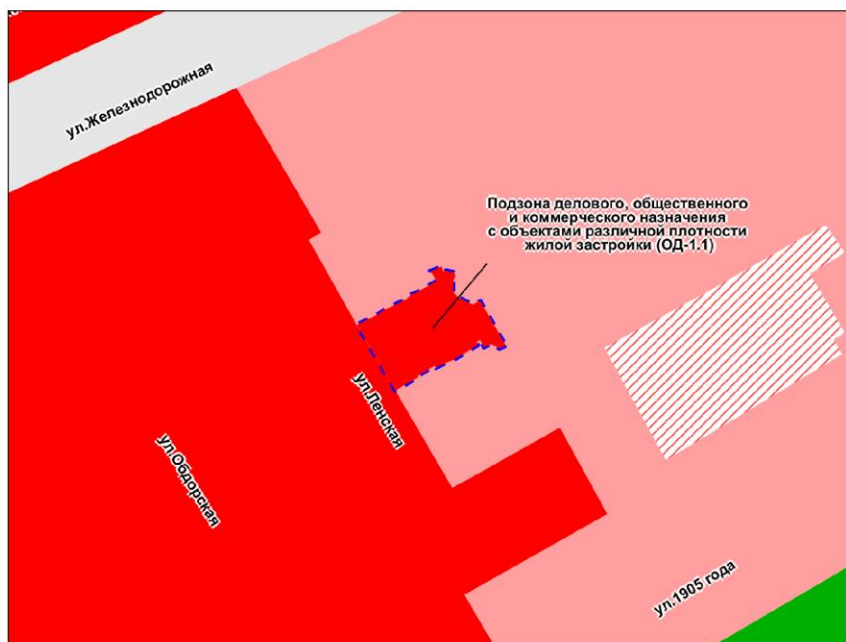 ул.Железнодорожная
Подзона делового, общественного
и коммерческого назначения
с объектами различной плотности
жилой застройки (ОД-1.1)
ул.Ленская
ул.Обдорская
ул.1905 года